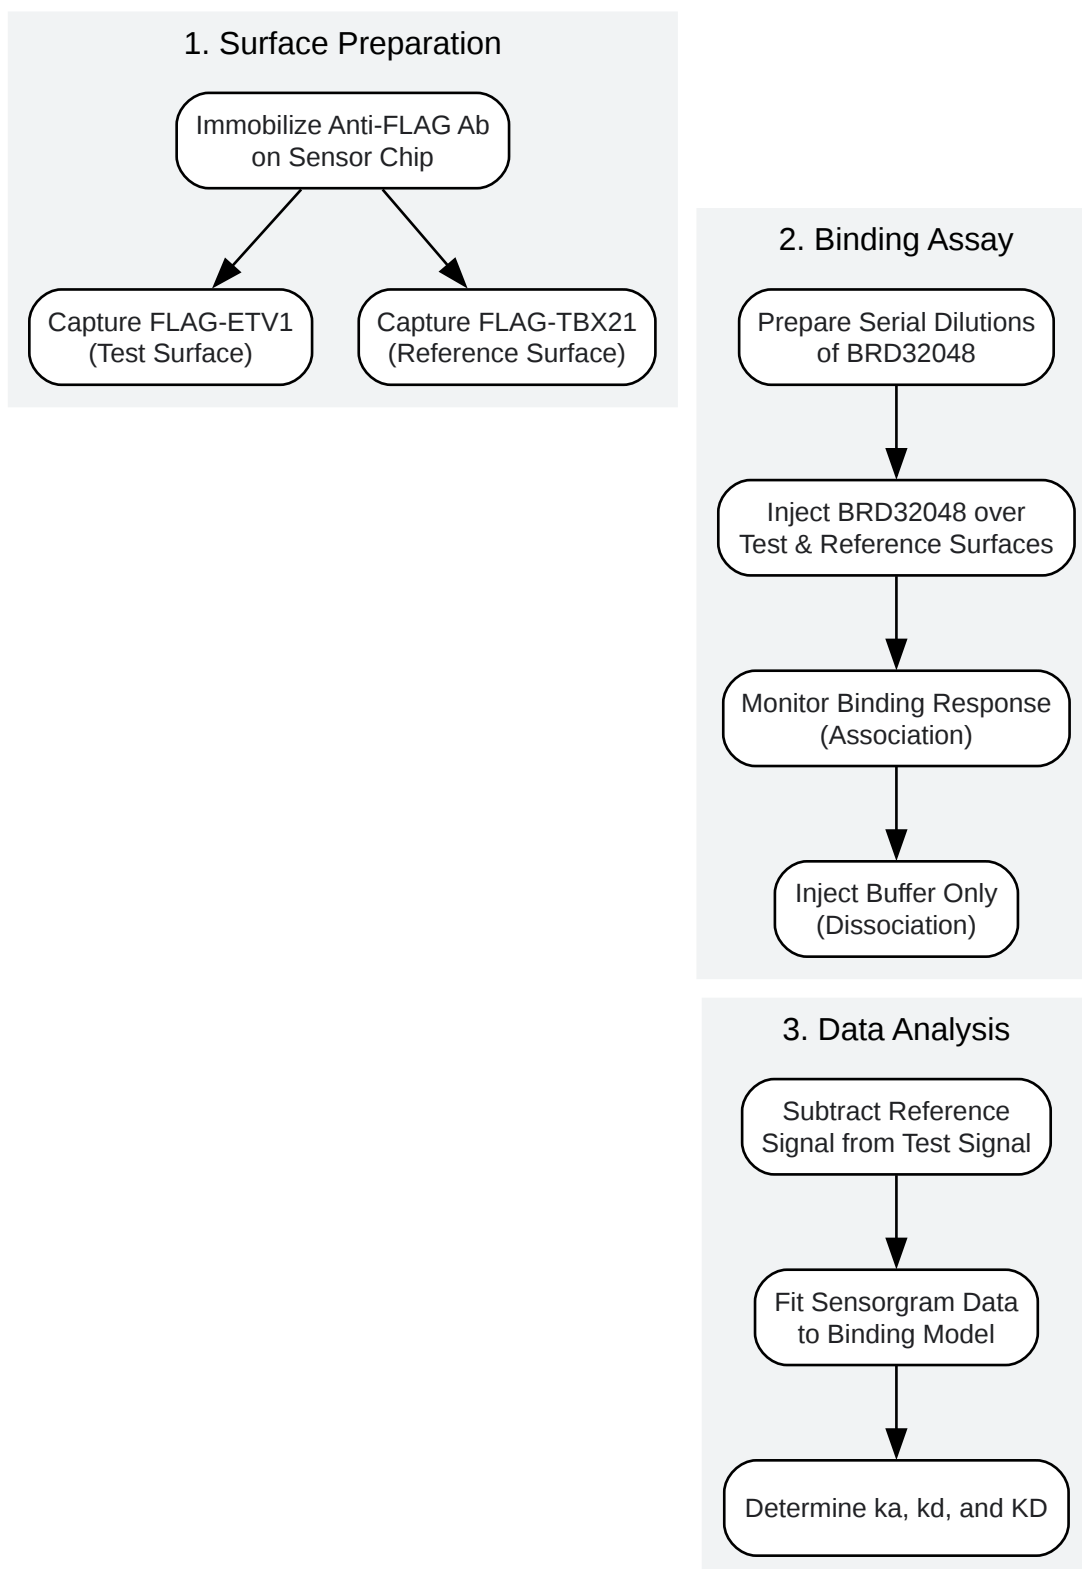 1. Surface Preparation
Immobilize Anti-FLAG Ab
on Sensor Chip
Capture FLAG-ETV1
(Test Surface)
Capture FLAG-TBX21
(Reference Surface)
2. Binding Assay
Prepare Serial Dilutions
of BRD32048
Inject BRD32048 over
Test & Reference Surfaces
Monitor Binding Response
(Association)
Inject Buffer Only
(Dissociation)
3. Data Analysis
Subtract Reference
Signal from Test Signal
Fit Sensorgram Data
to Binding Model
Determine ka, kd, and KD